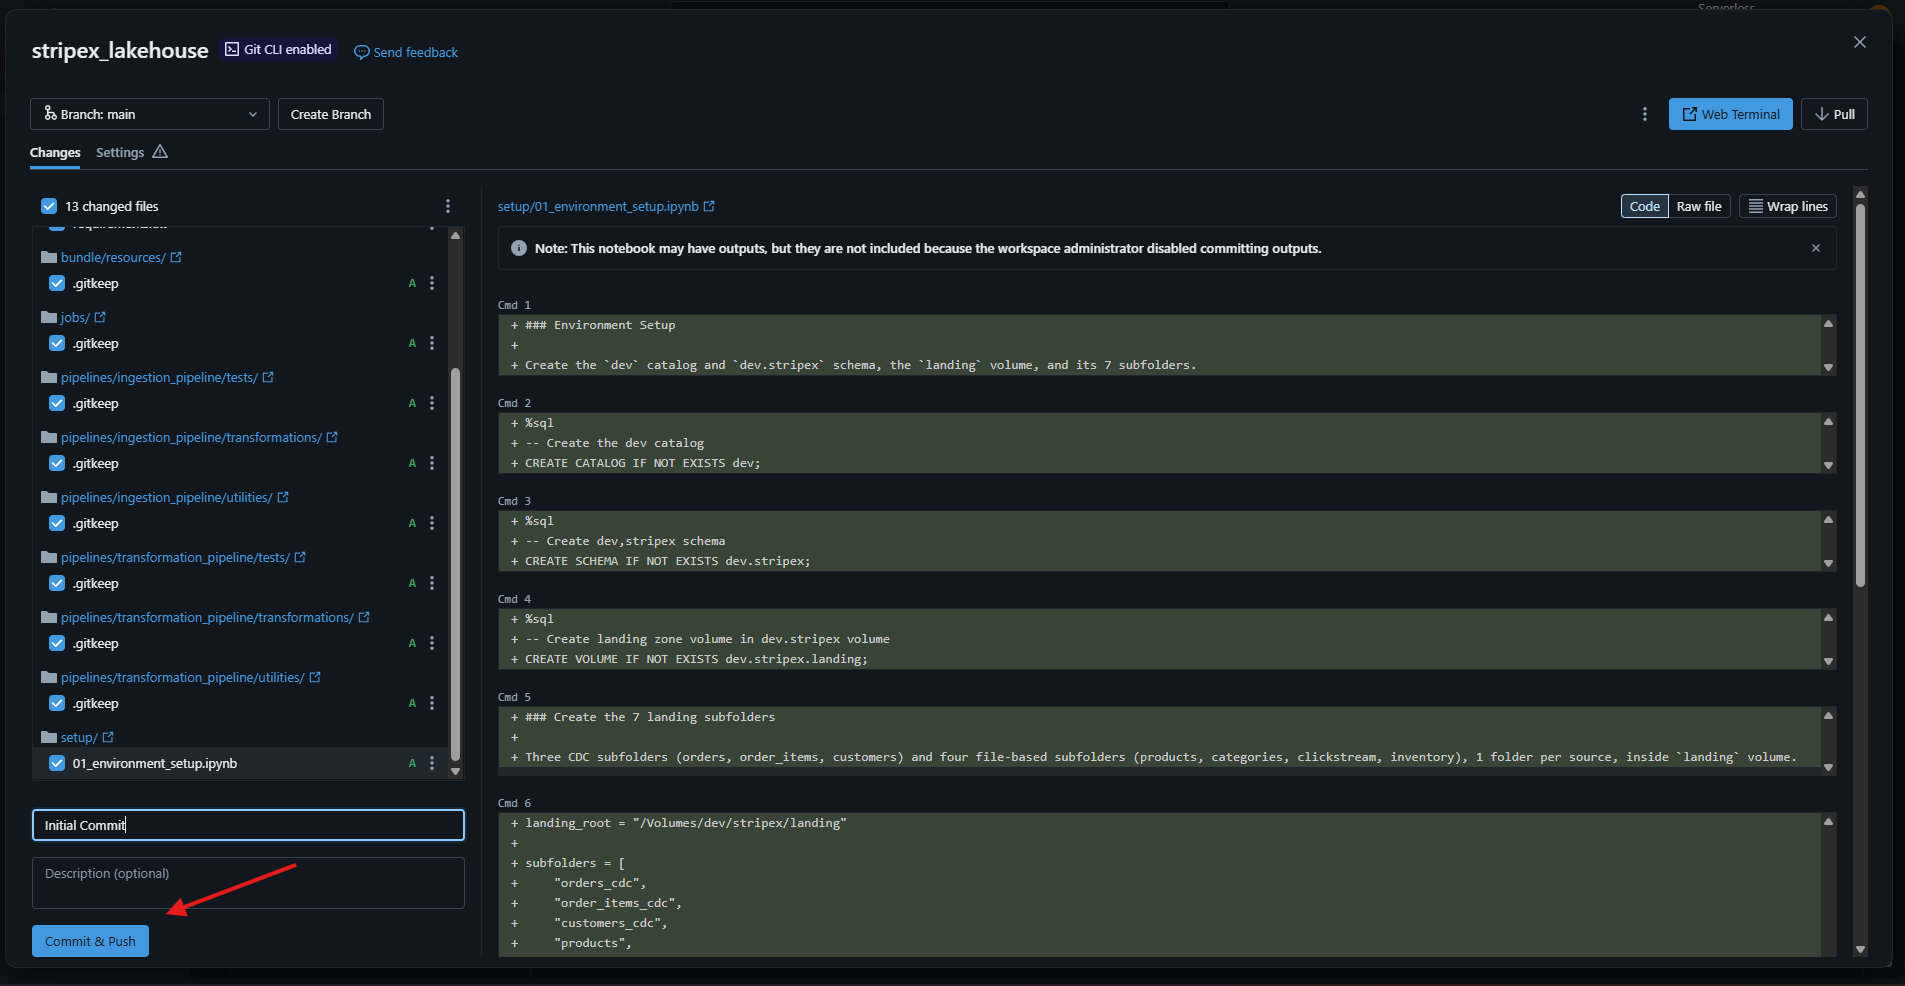 Serverless
stripex_lakehouse
Git CLI enabled
Send feedback
Branch: main
Create Branch
Web Terminal
Pull
Changes
Settings
13 changed files
bundle/resources/
.gitkeep
A
jobs/
.gitkeep
A
pipelines/ingestion_pipeline/tests/
.gitkeep
A
pipelines/ingestion_pipeline/transformations/
.gitkeep
A
pipelines/ingestion_pipeline/utilities/
.gitkeep
A
pipelines/transformation_pipeline/tests/
.gitkeep
A
pipelines/transformation_pipeline/transformations/
.gitkeep
A
pipelines/transformation_pipeline/utilities/
.gitkeep
A
setup/
01_environment_setup.ipynb
A
Initial Commit
Description (optional)
Commit & Push
setup/01_environment_setup.ipynb
Code
Raw file
Wrap lines
Note: This notebook may have outputs, but they are not included because the workspace administrator disabled committing outputs.
Cmd 1
+ ### Environment Setup
+
+ Create the `dev` catalog and `dev.stripex` schema, the `landing` volume, and its 7 subfolders.
Cmd 2
+ %sql
+ -- Create the dev catalog
+ CREATE CATALOG IF NOT EXISTS dev;
Cmd 3
+ %sql
+ -- Create dev,stripex schema
+ CREATE SCHEMA IF NOT EXISTS dev.stripex;
Cmd 4
+ %sql
+ -- Create landing zone volume in dev.stripex volume
+ CREATE VOLUME IF NOT EXISTS dev.stripex.landing;
Cmd 5
+ ### Create the 7 landing subfolders
+
+ Three CDC subfolders (orders, order_items, customers) and four file-based subfolders (products, categories, clickstream, inventory), 1 folder per source, inside `landing` volume.
Cmd 6
+ landing_root = "/Volumes/dev/stripex/landing"
+
+ subfolders = [
+     "orders_cdc",
+     "order_items_cdc",
+     "customers_cdc",
+     "products",